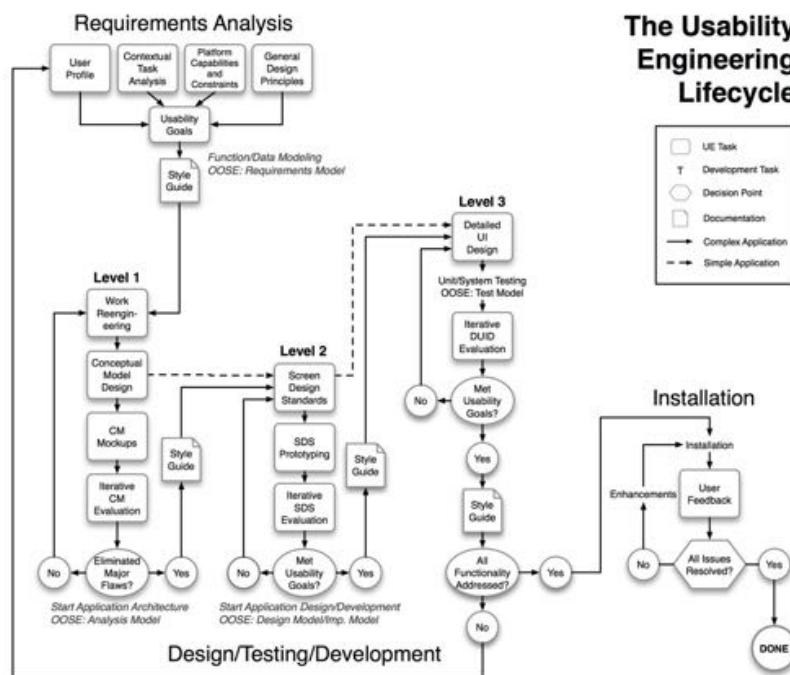 Requirements Analysis
The Usability
Engineering
Lifecycle
User
Profile
Contextual
Task
Analysis
Platform
Capabilities
and
Constraints
General
Design
Principles
Usability
Goals
Style
Guide
Function/Data Modeling
OOSE: Requirements Model
UE Task
T Development Task
Decision Point
Documentation
Complex Application
Simple Application
Level 1
Work
Reengin-
eering
Conceptual
Model
Design
CM
Mockups
Iterative
CM
Evaluation
Eliminated
Major
Flaws?
No
Yes
Style
Guide
Start Application Architecture
OOSE: Analysis Model
Level 2
Screen
Design
Standards
SDS
Prototyping
Iterative
SDS
Evaluation
Met
Usability
Goals?
No
Yes
Style
Guide
Start Application Design/Development
OOSE: Design Model/Imp. Model
Level 3
Detailed
UI
Design
Unit/System Testing
OOSE: Test Model
Iterative
DUID
Evaluation
Met
Usability
Goals?
No
Yes
Style
Guide
All
Functionality
Addressed?
Yes
No
Design/Testing/Development
Installation
Installation
Enhancements
User
Feedback
All Issues
Resolved?
No
Yes
DONE